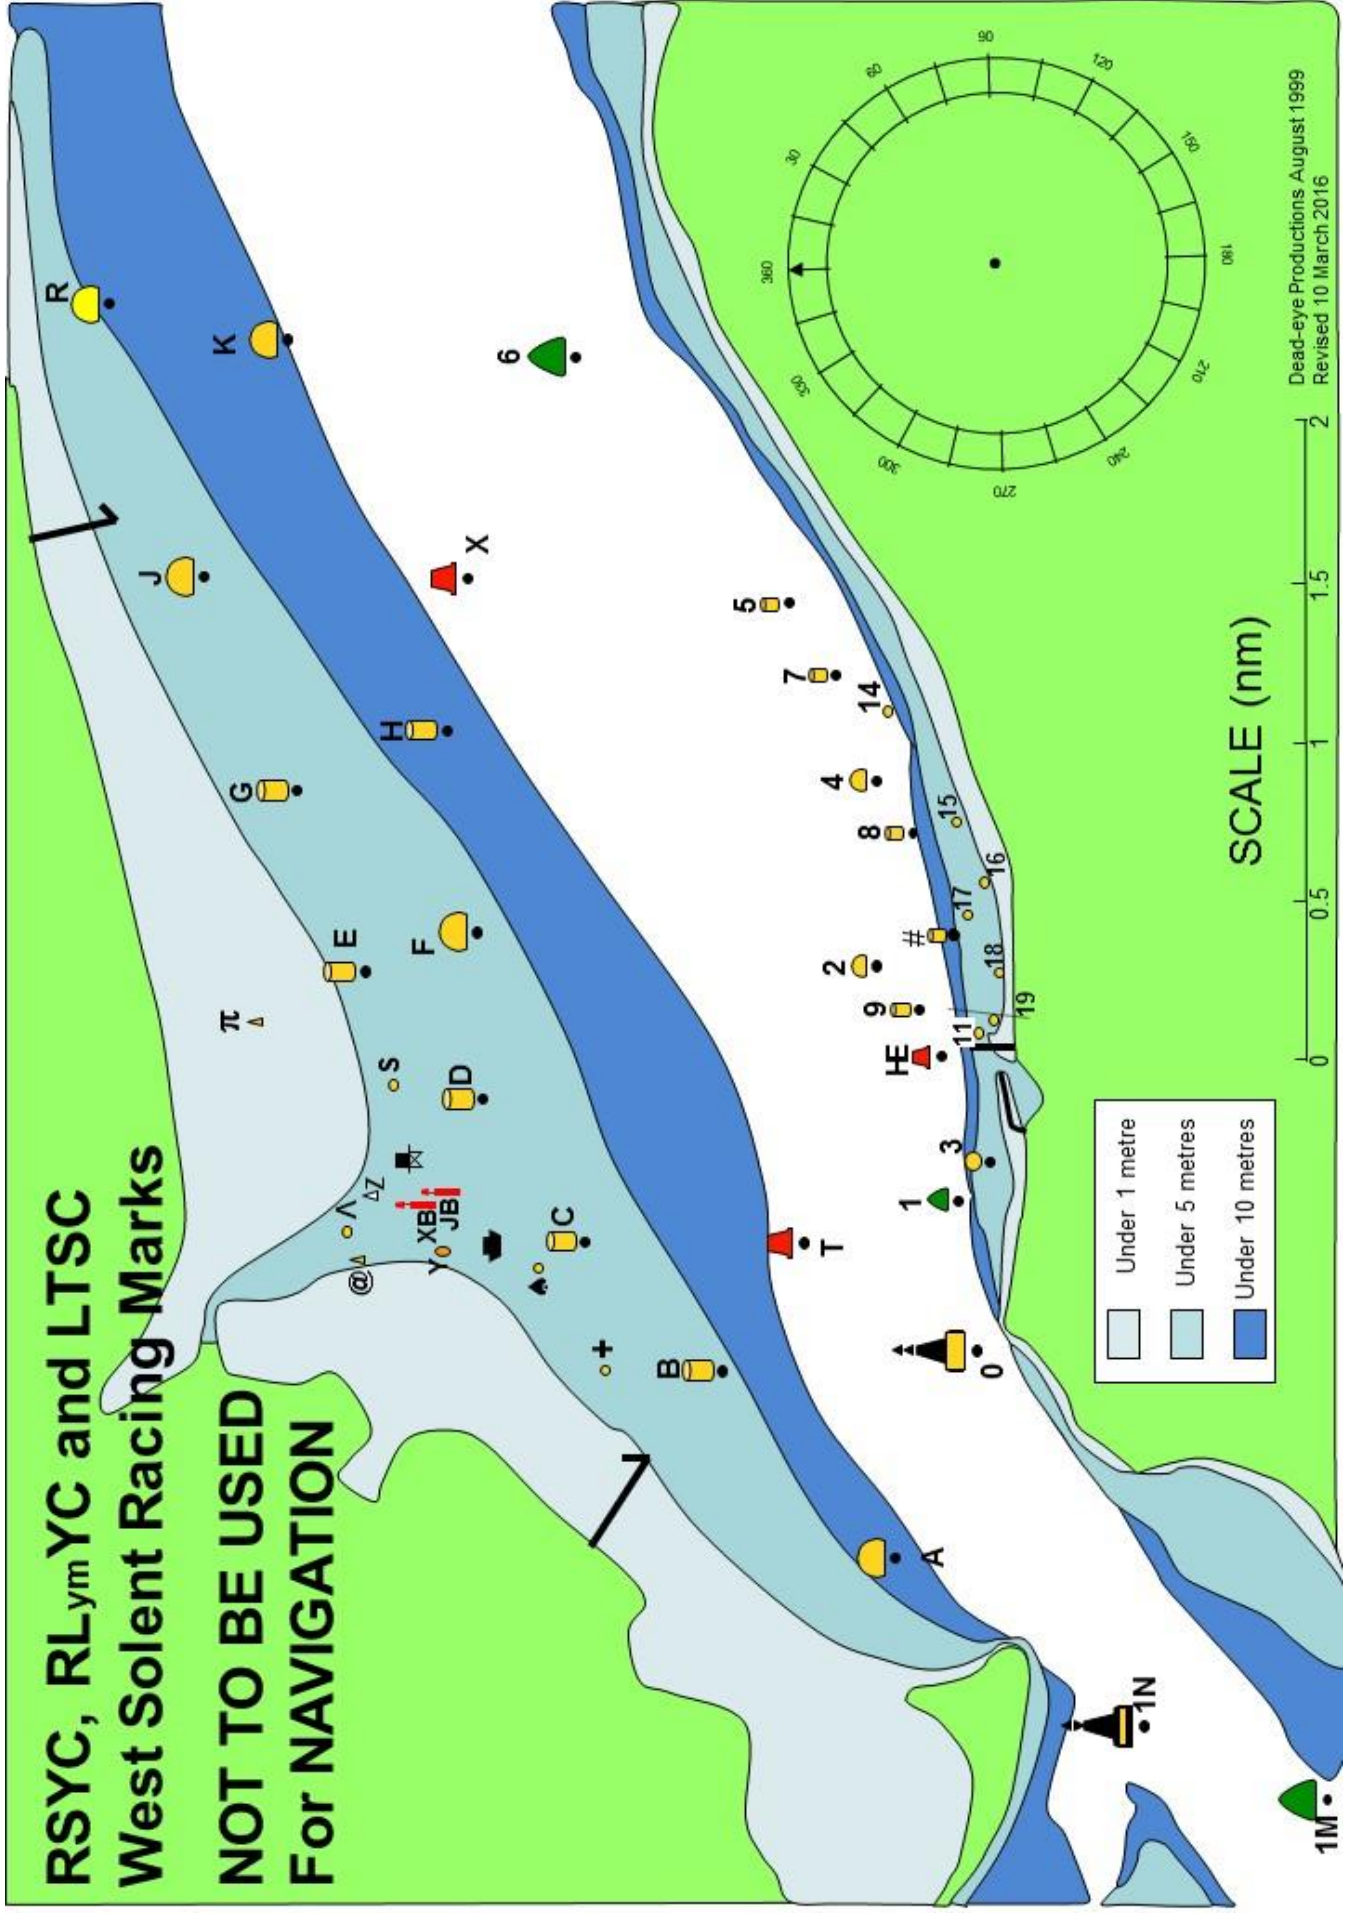 RSYC, RLymYC and LTSC
West Solent Racing Marks
NOT TO BE USED
For NAVIGATION
R
K
6
J
X
G
H
5
7
14
4
8
15
16
17
#
18
2
9
19
11
HE
E
F
π
S
D
3
1
Z
Λ
@
XB
JB
Y
C
♠
T
+
B
0
A
1N
1M
360
30
60
90
120
150
180
210
240
270
300
330
SCALE (nm)
0
0.5
1
1.5
2
Under 1 metre
Under 5 metres
Under 10 metres
Dead-eye Productions August 1999
Revised 10 March 2016